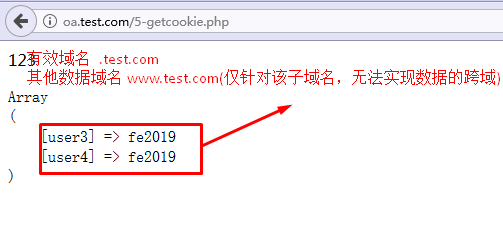 oa.test.com/5-getcookie.php
123
有效域名 .test.com
其他数据域名 www.test.com(仅针对该子域名，无法实现数据的跨域)
Array
(
[user3] => fe2019
[user4] => fe2019
)